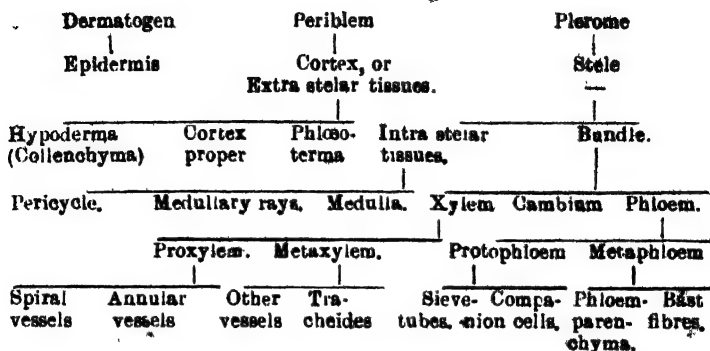 Dermatogen Periblem Plerome
Epidermis Cortex, or Stele
Extra stelar tissues.
Hypoderma Cortex Phloeo- Intra stelar Bundle.
(Collenchyma) proper terma tissues.
Pericycle. Medullary rays. Medulla. Xylem Cambium Phloem.
Proxylem. Metaxylem. Protophloem Metaphloem
Spiral Annular Other Tra- Sieve- Compa- Phloem- Bast
vessels vessels vessels cheides tubes. nion cells. paren- fibres.
chyma.